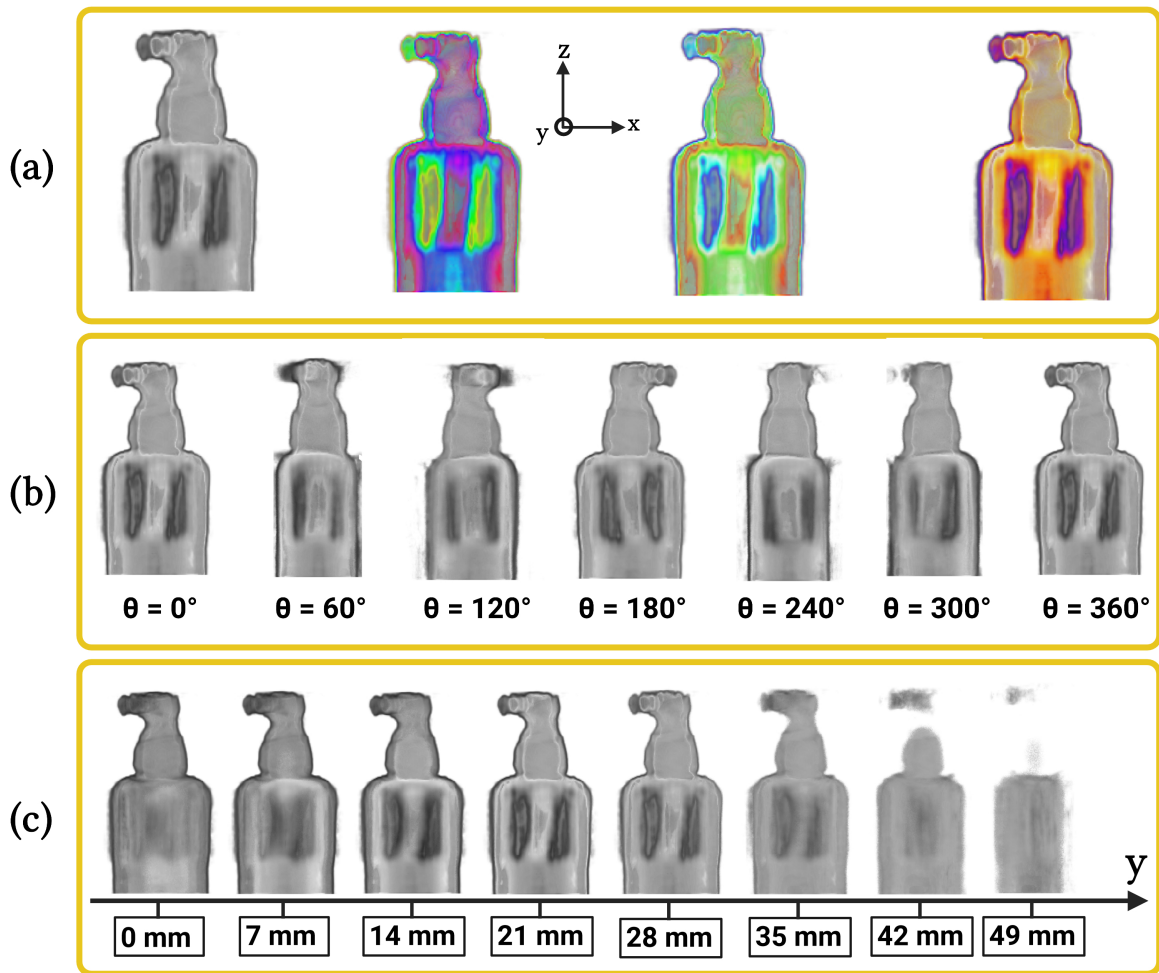 (a)
z
y
x
(b)
θ = 0° θ = 60° θ = 120° θ = 180° θ = 240° θ = 300° θ = 360°
(c)
y
0 mm 7 mm 14 mm 21 mm 28 mm 35 mm 42 mm 49 mm